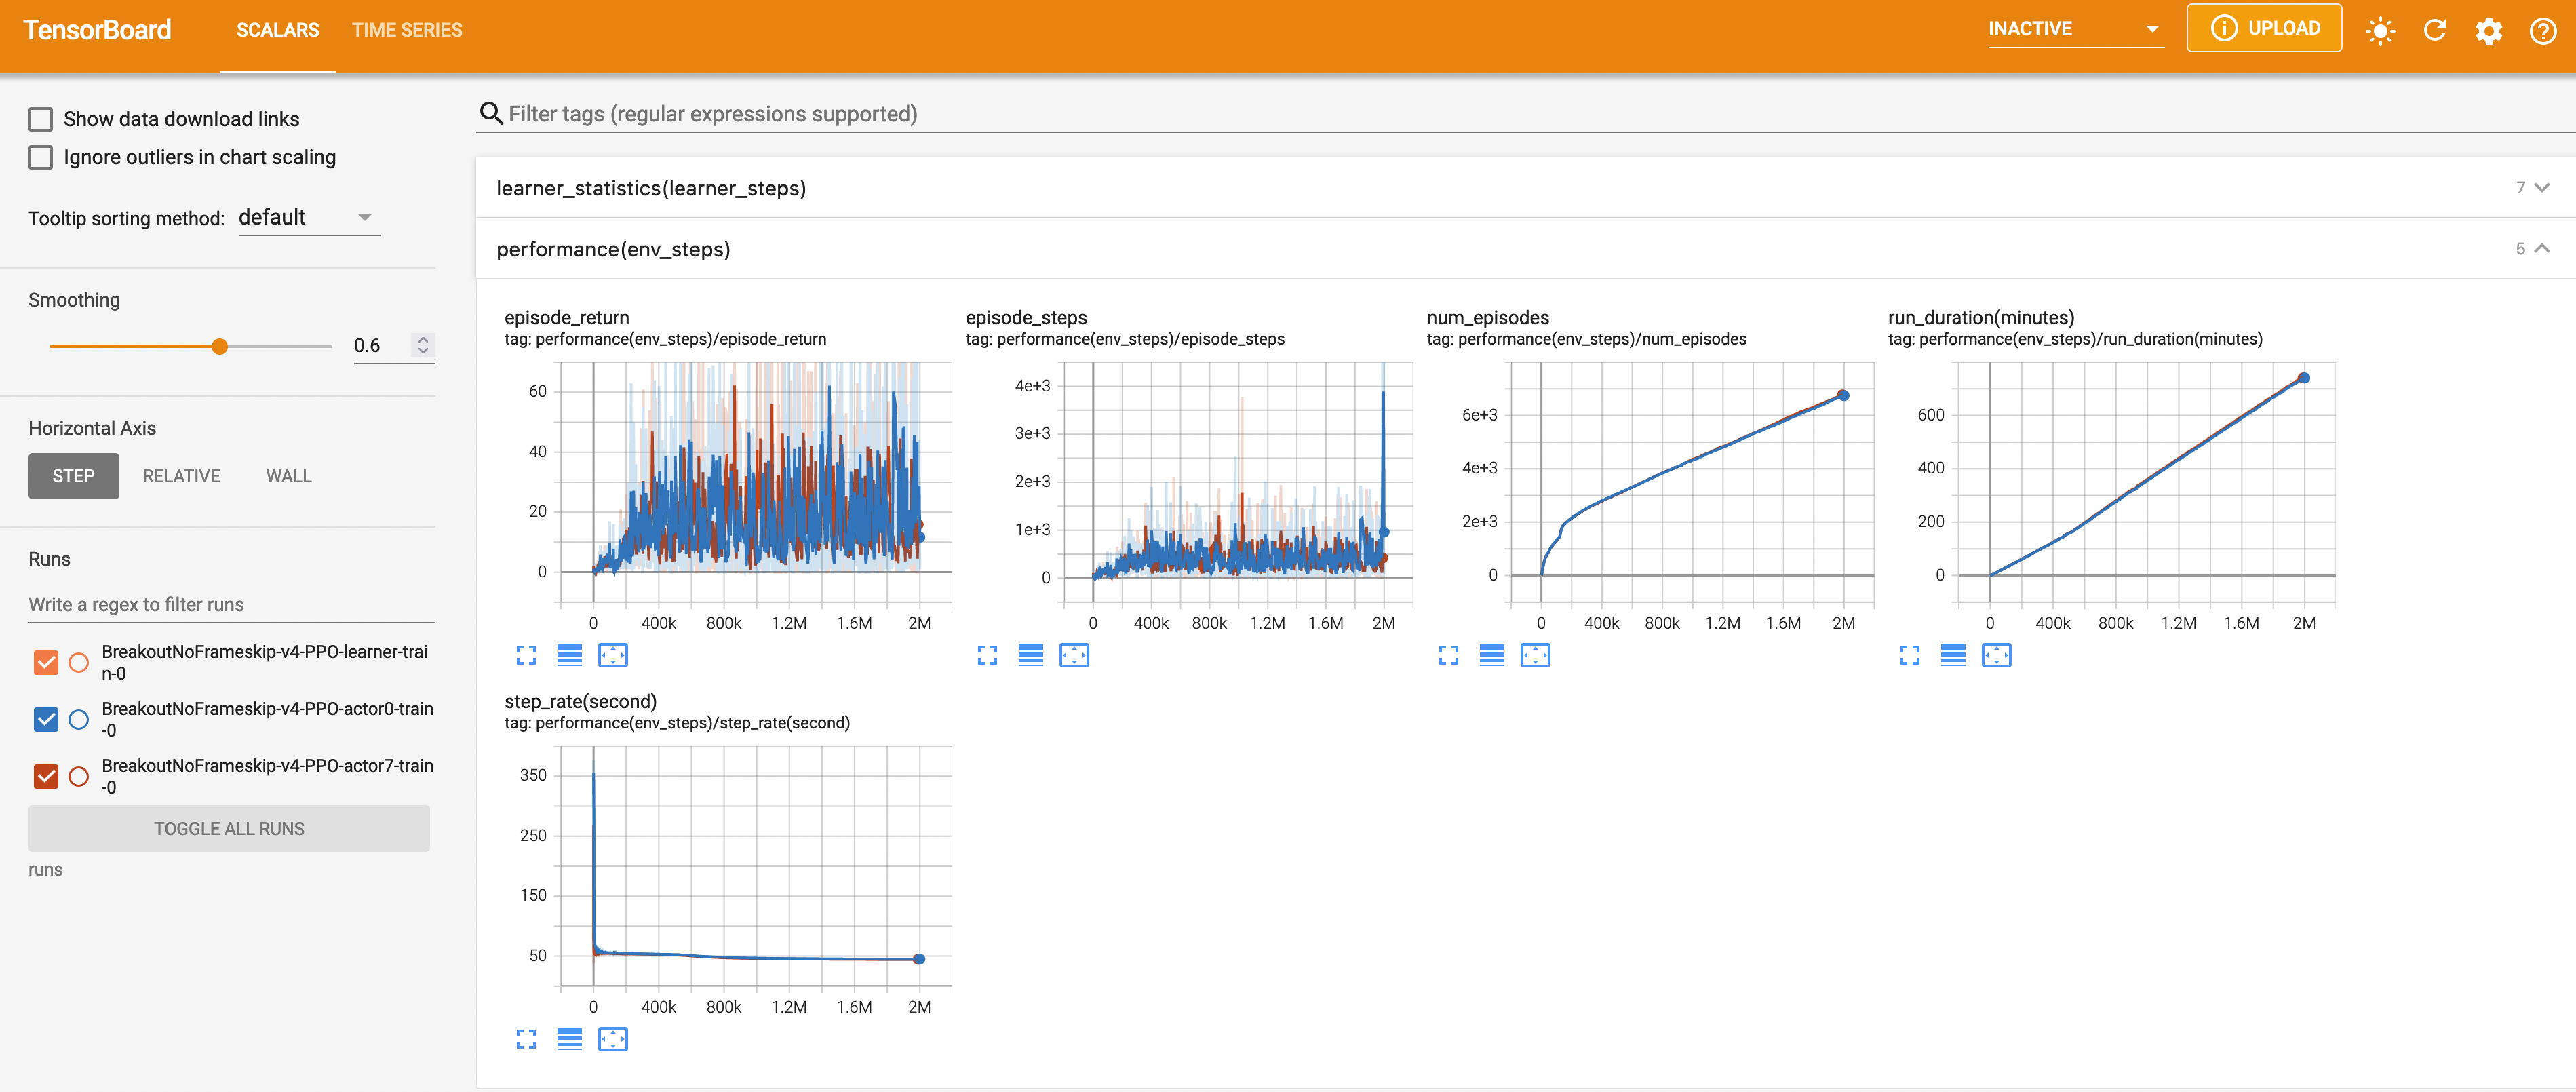 TensorBoard
SCALARS
TIME SERIES
INACTIVE
UPLOAD
Show data download links
Ignore outliers in chart scaling
Tooltip sorting method: default
Smoothing
0.6
Horizontal Axis
STEP
RELATIVE
WALL
Runs
Write a regex to filter runs
BreakoutNoFrameskip-v4-PPO-learner-trai
n-0
BreakoutNoFrameskip-v4-PPO-actor0-train
-0
BreakoutNoFrameskip-v4-PPO-actor7-train
-0
TOGGLE ALL RUNS
runs
Filter tags (regular expressions supported)
learner_statistics(learner_steps)
7
performance(env_steps)
5
episode_return
tag: performance(env_steps)/episode_return
60
40
20
0
0 400k 800k 1.2M 1.6M 2M
episode_steps
tag: performance(env_steps)/episode_steps
4e+3
3e+3
2e+3
1e+3
0
0 400k 800k 1.2M 1.6M 2M
num_episodes
tag: performance(env_steps)/num_episodes
6e+3
4e+3
2e+3
0
0 400k 800k 1.2M 1.6M 2M
run_duration(minutes)
tag: performance(env_steps)/run_duration(minutes)
600
400
200
0
0 400k 800k 1.2M 1.6M 2M
step_rate(second)
tag: performance(env_steps)/step_rate(second)
350
250
150
50
0 400k 800k 1.2M 1.6M 2M